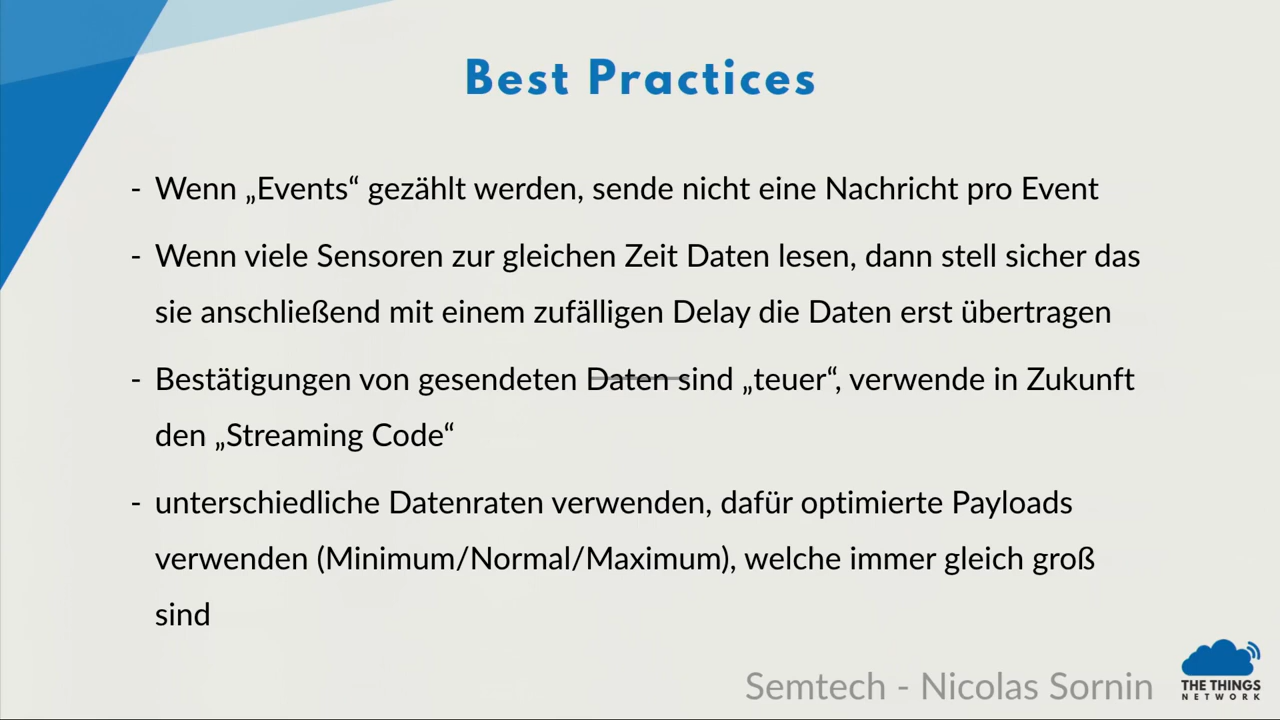 Best Practices
- Wenn „Events“ gezählt werden, sende nicht eine Nachricht pro Event
- Wenn viele Sensoren zur gleichen Zeit Daten lesen, dann stell sicher das
sie anschließend mit einem zufälligen Delay die Daten erst übertragen
- Bestätigungen von gesendeten Daten sind „teuer“, verwende in Zukunft
den „Streaming Code“
- unterschiedliche Datenraten verwenden, dafür optimierte Payloads
verwenden (Minimum/Normal/Maximum), welche immer gleich groß
sind
Semtech - Nicolas Sornin
THE THINGS
NETWORK